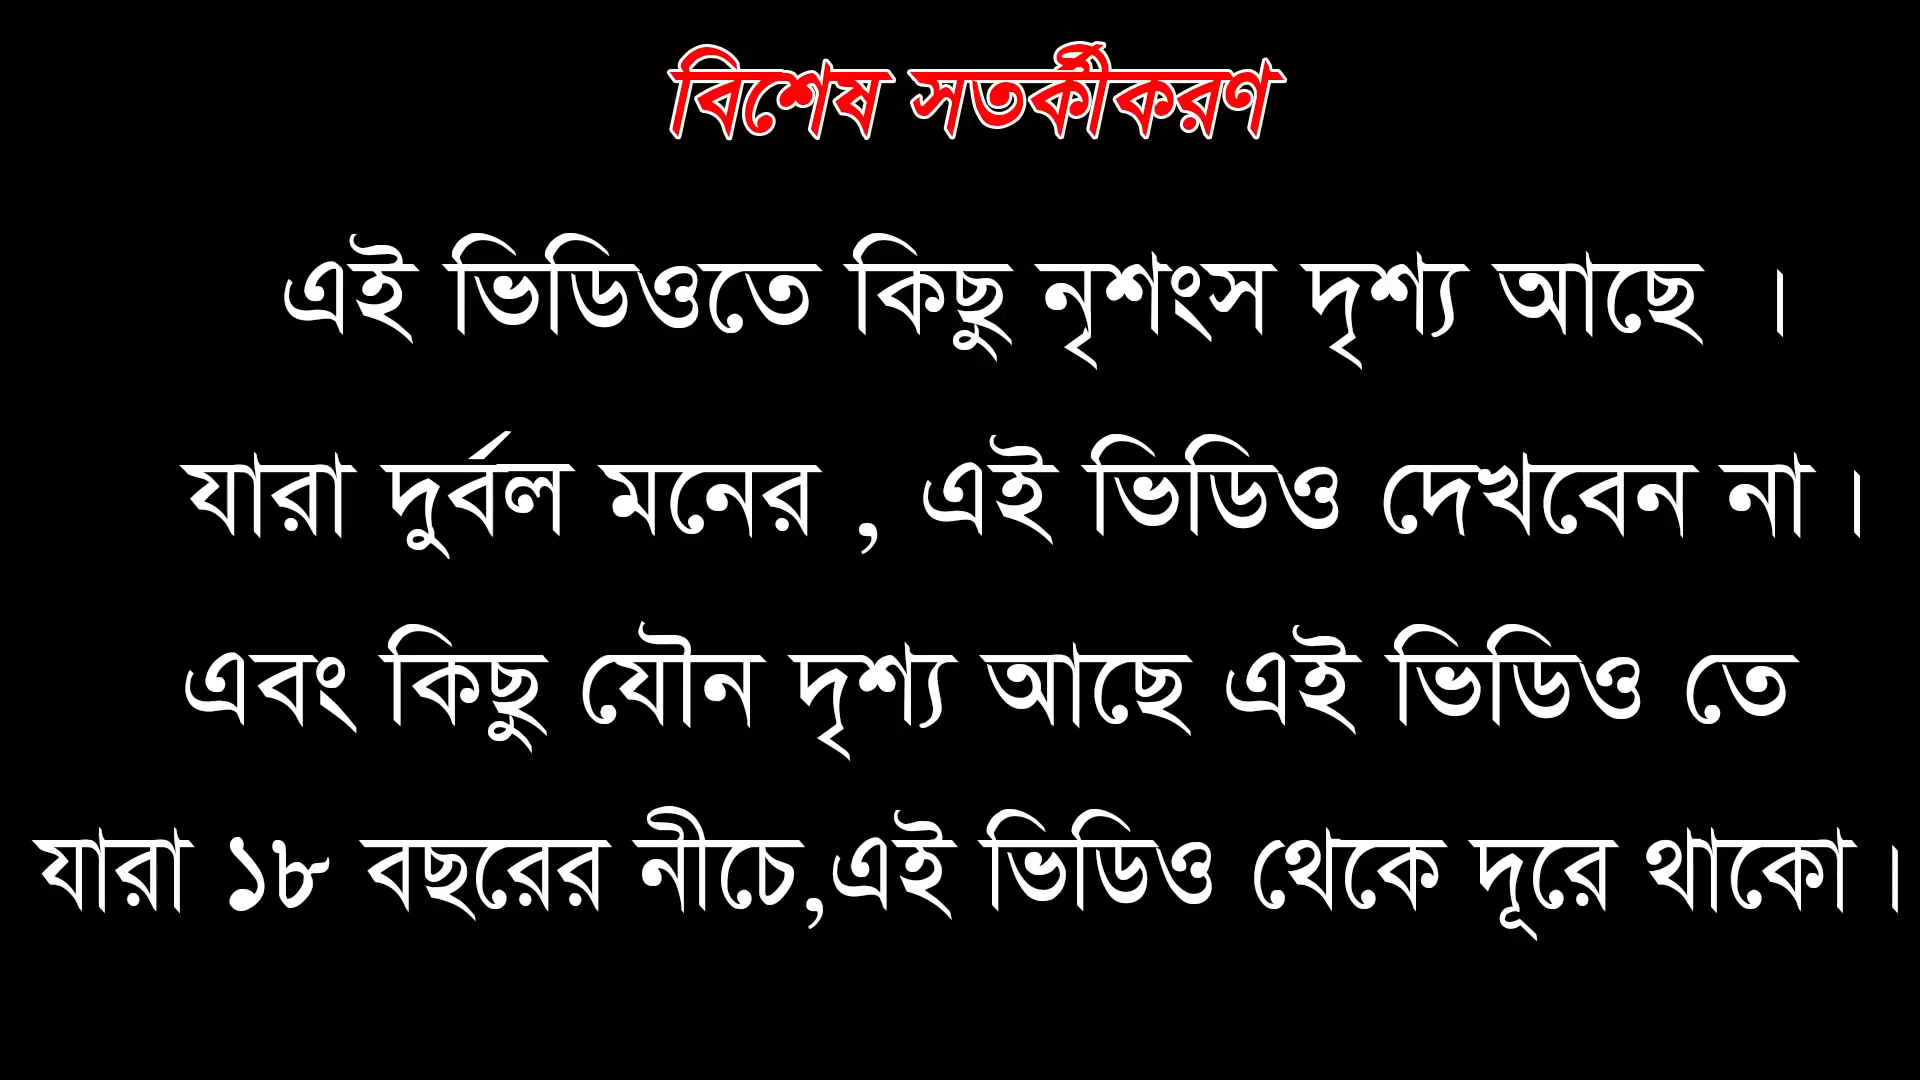 বিশেষ সতর্কীকরণ
এই ভিডিওতে কিছু নৃশংস দৃশ্য আছে ।
যারা দুর্বল মনের , এই ভিডিও দেখবেন না ।
এবং কিছু যৌন দৃশ্য আছে এই ভিডিও তে
যারা ১৮ বছরের নীচে,এই ভিডিও থেকে দূরে থাকো ।